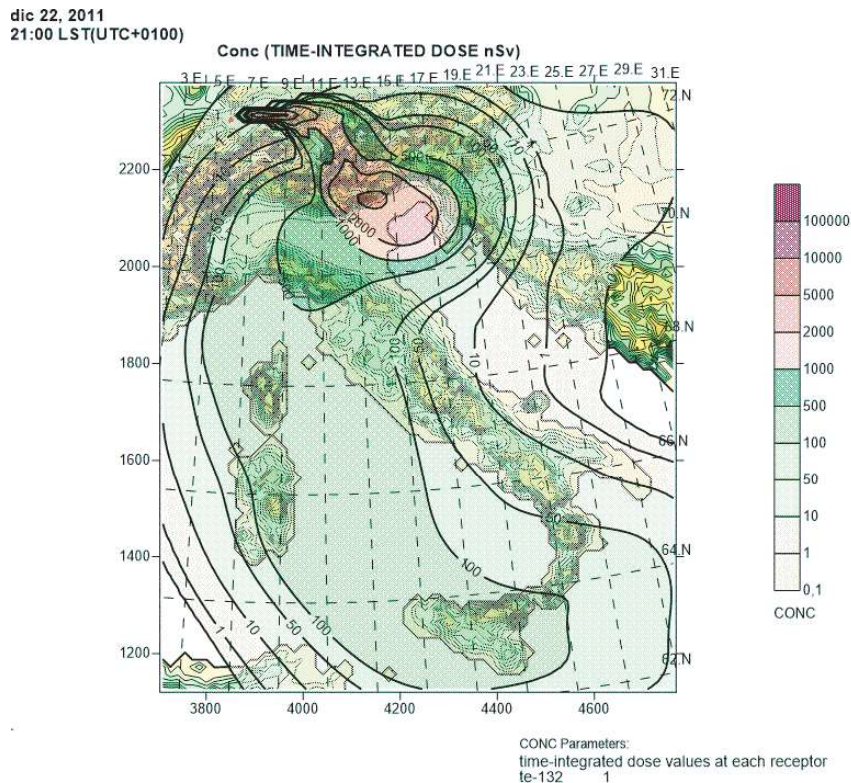 dic 22, 2011
21:00 LST(UTC+0100)
Conc (TIME-INTEGRATED DOSE nSv)
3.E 5.E 7.E 9.E 11.E 13.E 15.E 17.E 19.E 21.E 23.E 25.E 27.E 29.E 31.E
72.N
2200
70.N
2000
68.N
1800
66.N
1600
64.N
1400
62.N
1200
1000
2000
100
50
10
1
50
100
100
50
10
1
3800 4000 4200 4400 4600
100000
10000
5000
2000
1000
500
100
50
10
1
0,1
CONC
CONC Parameters:
time-integrated dose values at each receptor
te-132 1